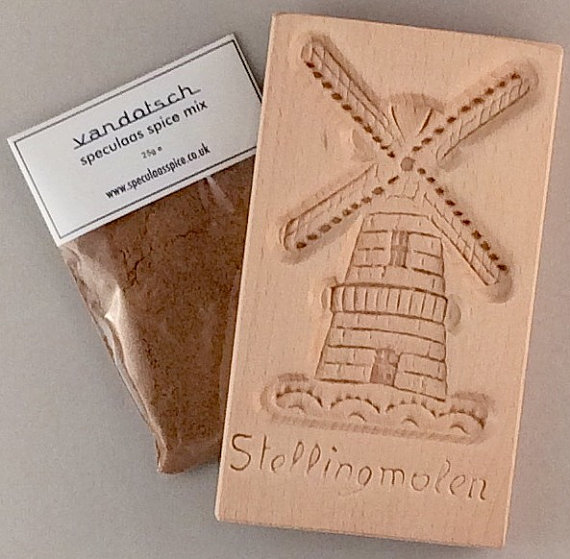 vandotsch
speculaas spice mix
25g e
www.speculaasspice.co.uk
Stellingmolen